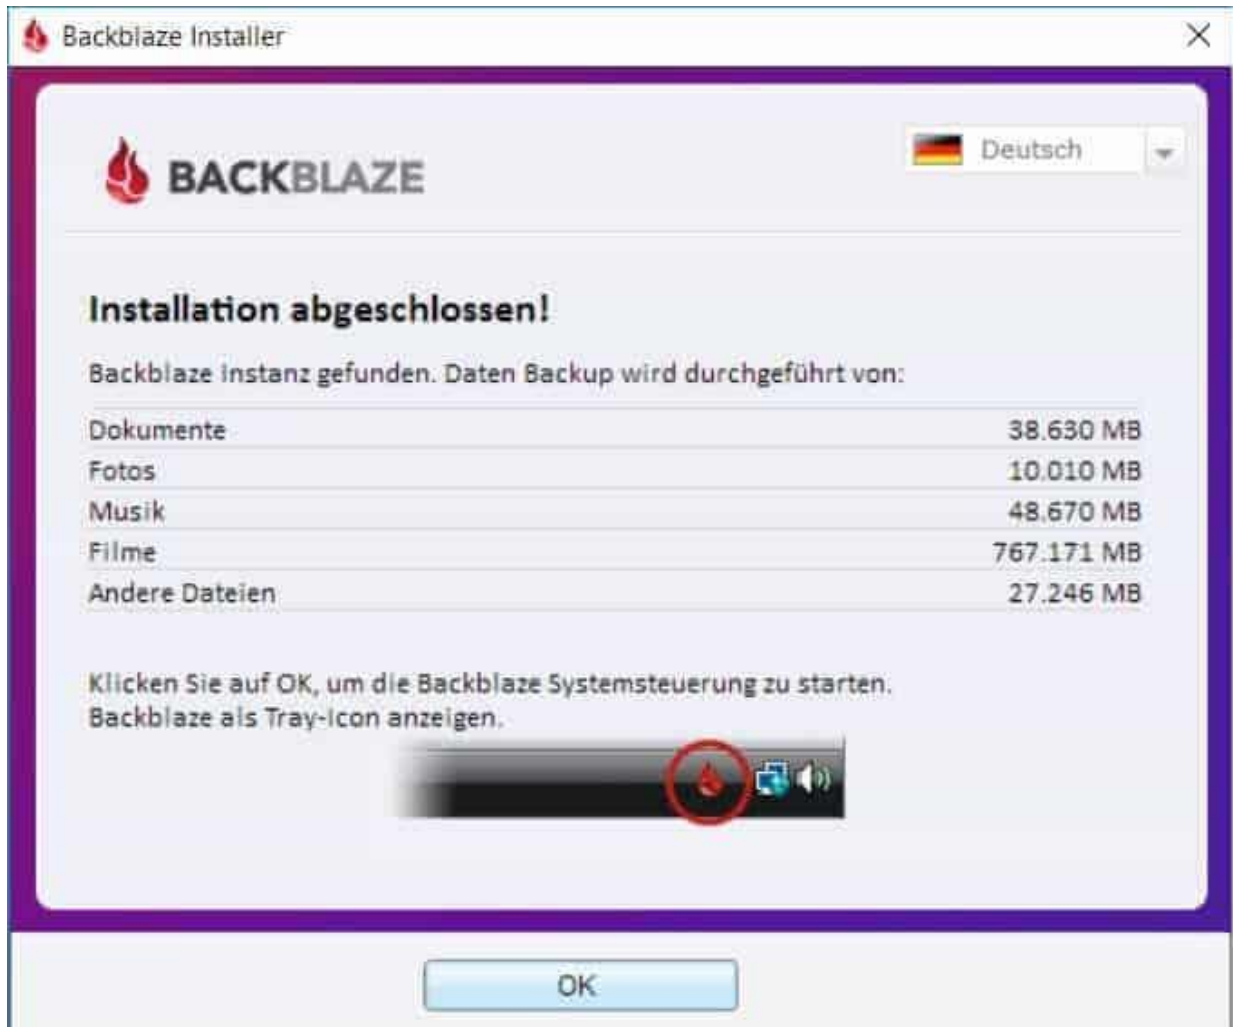 Backblaze Installer
BACKBLAZE
Deutsch
Installation abgeschlossen!
Backblaze Instanz gefunden. Daten Backup wird durchgeführt von:
Dokumente 38.630 MB
Fotos 10.010 MB
Musik 48.670 MB
Filme 767.171 MB
Andere Dateien 27.246 MB
Klicken Sie auf OK, um die Backblaze Systemsteuerung zu starten.
Backblaze als Tray-Icon anzeigen.
OK